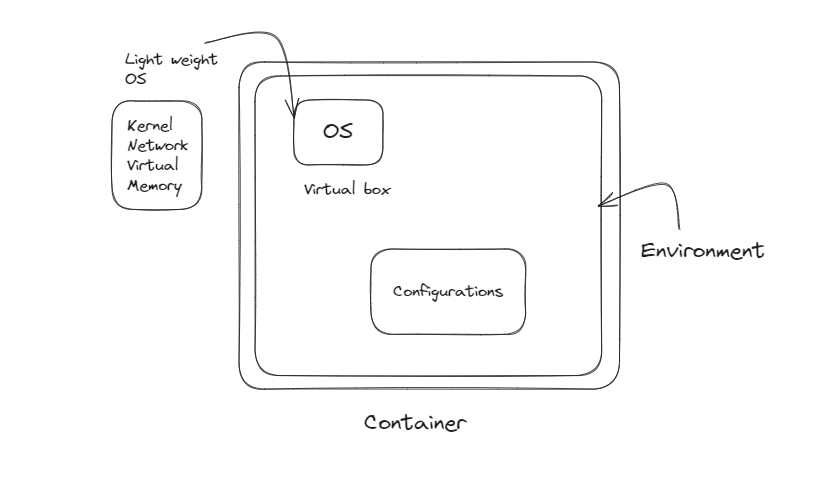 Light weight
OS
Kernel
Network
Virtual
Memory
OS
Virtual box
Environment
Configurations
Container